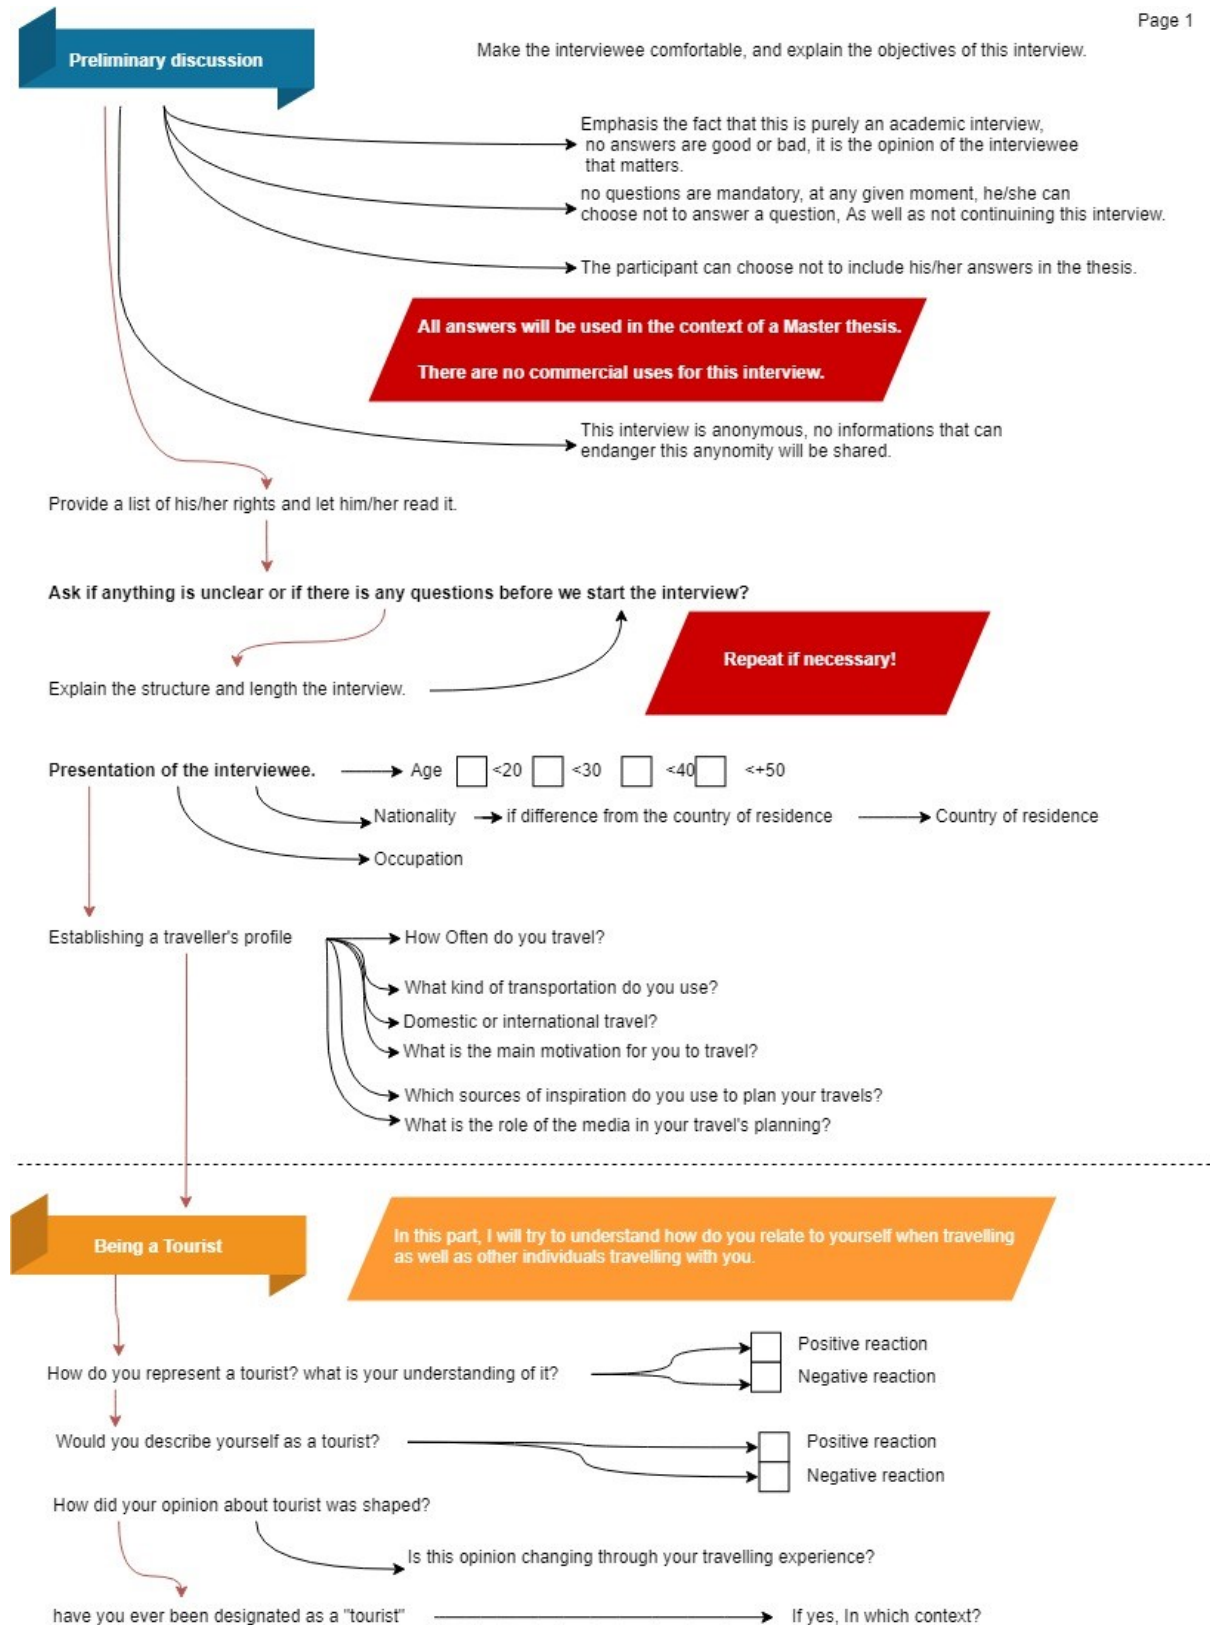 Page 1
Preliminary discussion
Make the interviewee comfortable, and explain the objectives of this interview.
Emphasis the fact that this is purely an academic interview,
no answers are good or bad, it is the opinion of the interviewee
that matters.
no questions are mandatory, at any given moment, he/she can
choose not to answer a question, As well as not continuining this interview.
The participant can choose not to include his/her answers in the thesis.
All answers will be used in the context of a Master thesis.
There are no commercial uses for this interview.
This interview is anonymous, no informations that can
endanger this anynomity will be shared.
Provide a list of his/her rights and let him/her read it.
Ask if anything is unclear or if there is any questions before we start the interview?
Repeat if necessary!
Explain the structure and length the interview.
Presentation of the interviewee. Age <20 <30 <40 <+50
Nationality if difference from the country of residence Country of residence
Occupation
Establishing a traveller's profile
How Often do you travel?
What kind of transportation do you use?
Domestic or international travel?
What is the main motivation for you to travel?
Which sources of inspiration do you use to plan your travels?
What is the role of the media in your travel's planning?
Being a Tourist
In this part, I will try to understand how do you relate to yourself when travelling
as well as other individuals travelling with you.
How do you represent a tourist? what is your understanding of it?
Positive reaction
Negative reaction
Would you describe yourself as a tourist?
Positive reaction
Negative reaction
How did your opinion about tourist was shaped?
Is this opinion changing through your travelling experience?
have you ever been designated as a "tourist"
If yes, In which context?